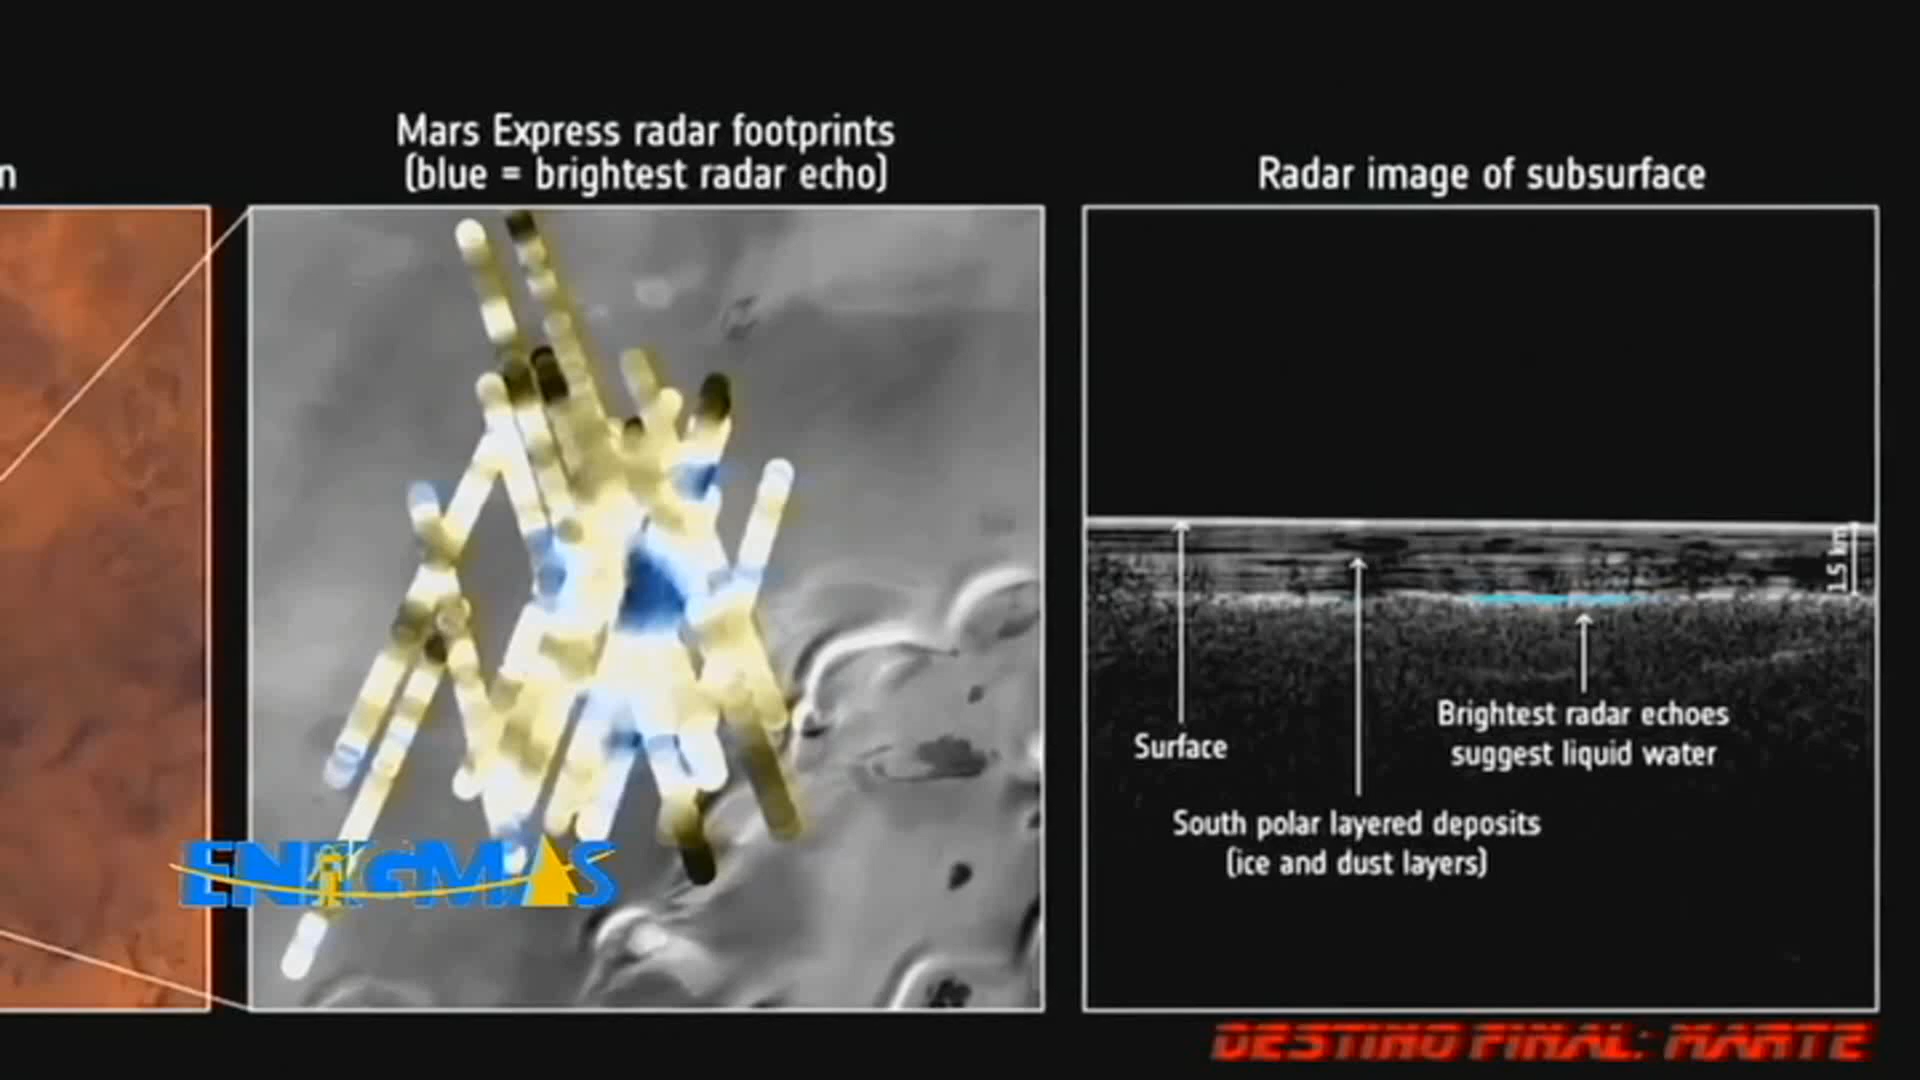 n
Mars Express radar footprints
(blue = brightest radar echo)
Radar image of subsurface
1.5 km
Surface
Brightest radar echoes
suggest liquid water
South polar layered deposits
(ice and dust layers)
ENIGMAS
DESTINO FINAL: MARTE